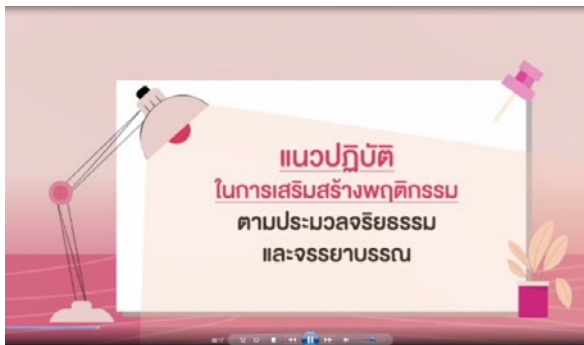 แนวปฏิบัติ
ในการเสริมสร้างพฤติกรรม
ตามประมวลจริยธรรม
และจรรยาบรรณ